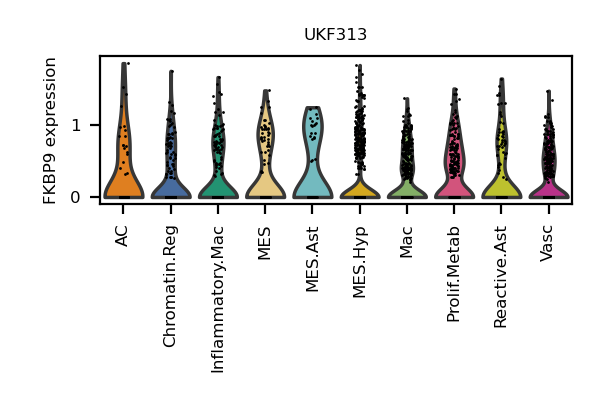 UKF313
FKBP9 expression
1
0
AC
Chromatin.Reg
Inflammatory.Mac
MES
MES.Ast
MES.Hyp
Mac
Prolif.Metab
Reactive.Ast
Vasc